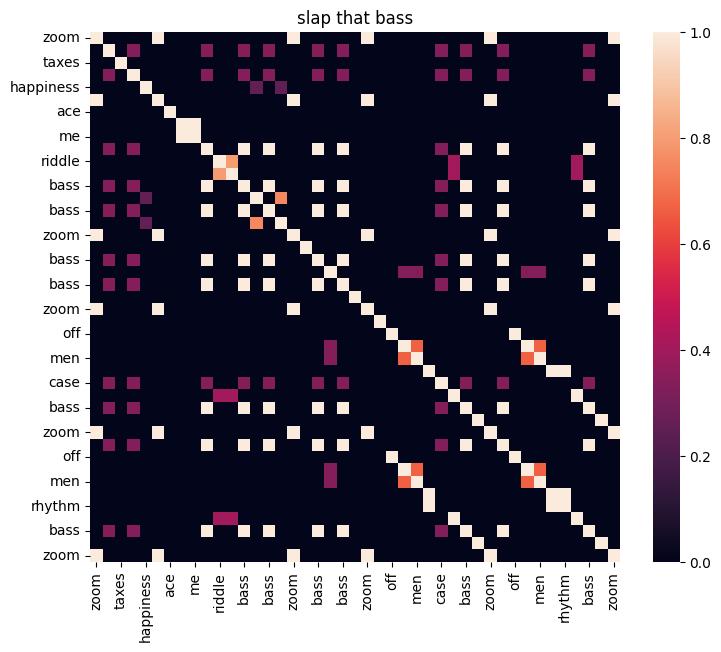 slap that bass
zoom
taxes
happiness
ace
me
riddle
bass
bass
zoom
bass
bass
zoom
off
men
case
bass
zoom
off
men
rhythm
bass
zoom
1.0
0.8
0.6
0.4
0.2
0.0
zoom
taxes
happiness
ace
me
riddle
bass
bass
zoom
bass
bass
zoom
off
men
case
bass
zoom
off
men
rhythm
bass
zoom